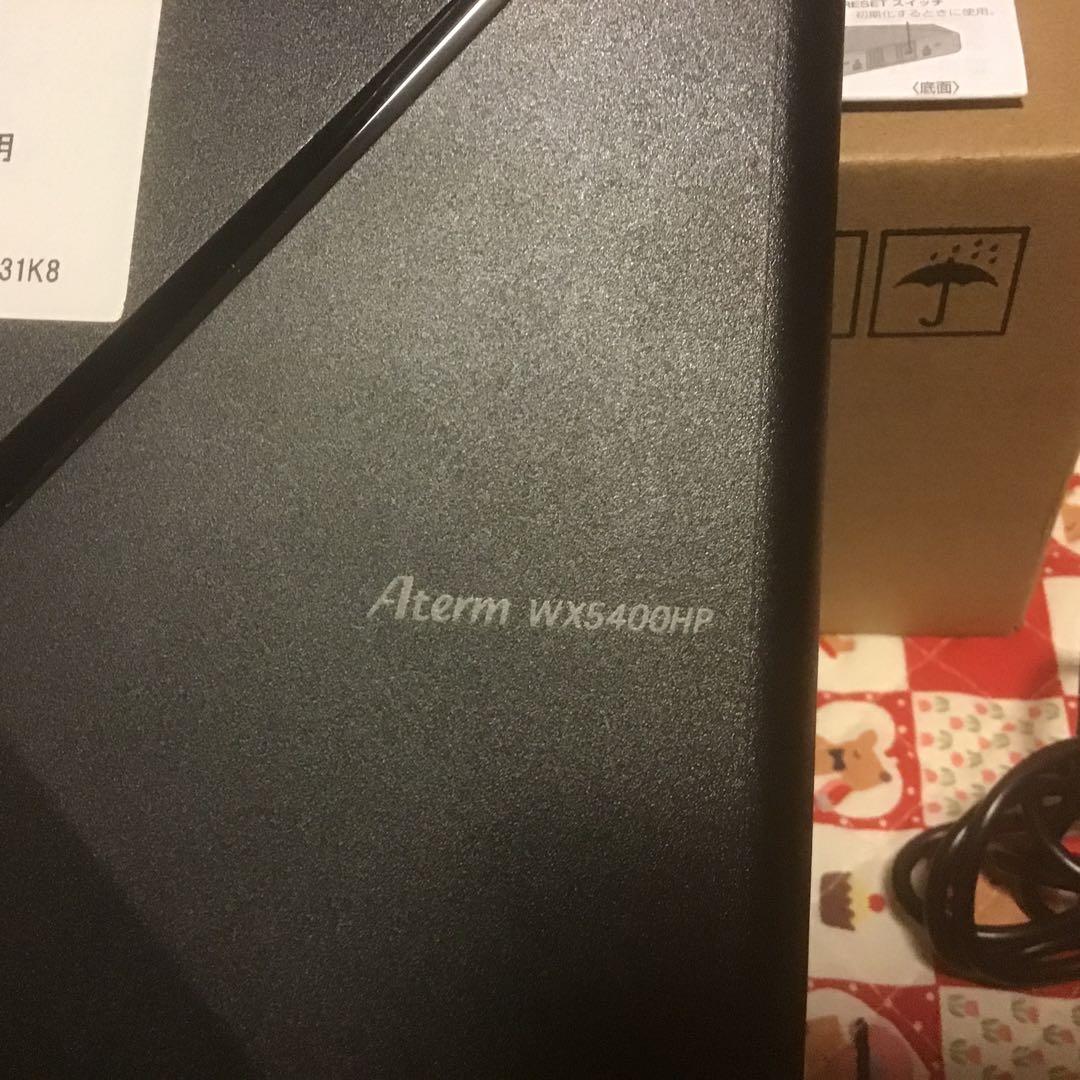 RESET スイッチ
初期化するときに使用。
〈底面〉
用
31K8
Aterm WX5400HP